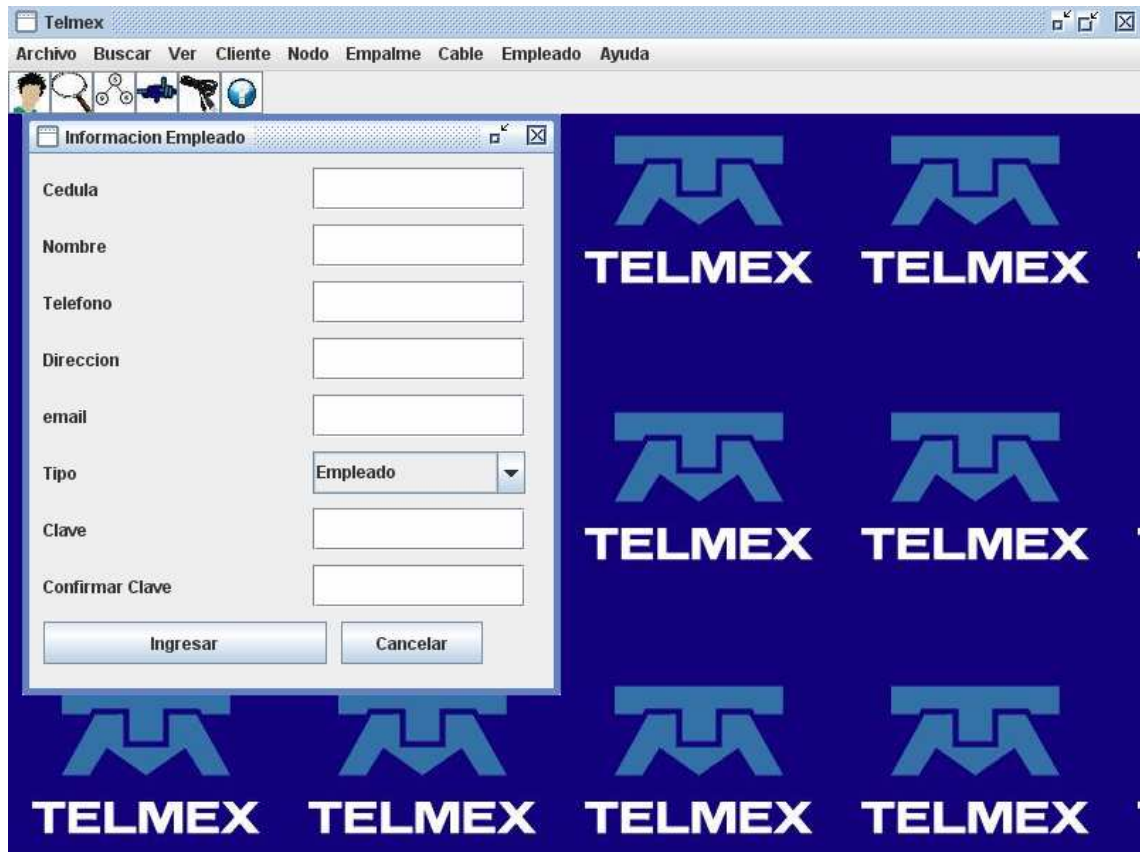 Telmex
Archivo Buscar Ver Cliente Nodo Empalme Cable Empleado Ayuda
Informacion Empleado
Cedula
Nombre
Telefono
Direccion
email
Tipo Empleado
Clave
Confirmar Clave
Ingresar Cancelar
TELMEX TELMEX
TELMEX TELMEX
TELMEX TELMEX TELMEX TELMEX